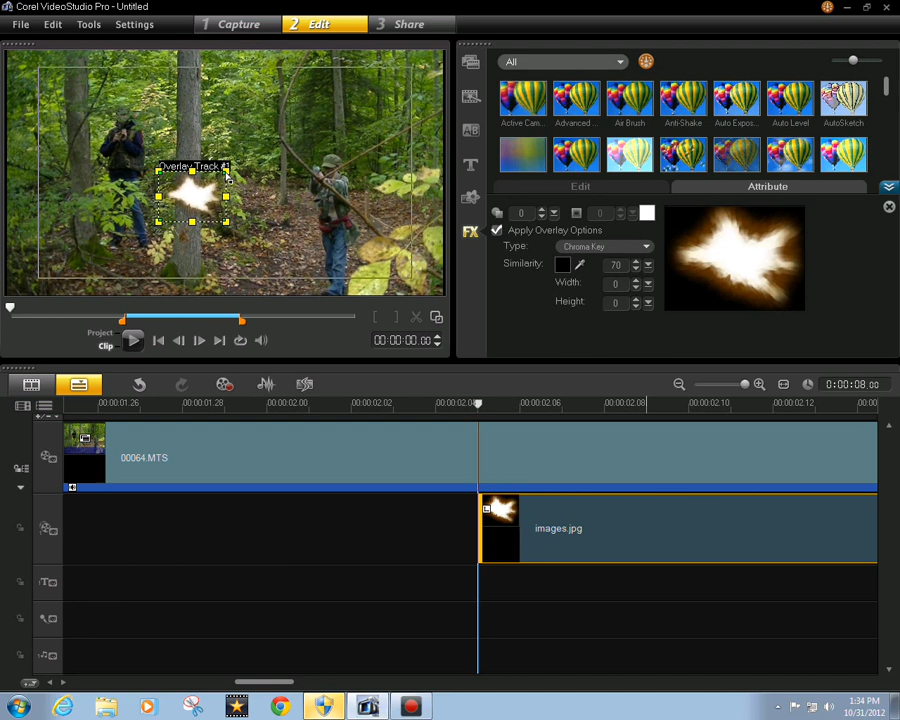 Corel VideoStudio Pro - Untitled
File Edit Tools Settings
1 Capture 2 Edit 3 Share
Overlay Track #1
Project
Clip
00:00:00.00
All
Active Cam... Advanced ... Air Brush Anti-Shake Auto Expos... Auto Level AutoSketch
Edit Attribute
0 0
FX Apply Overlay Options
Type: Chroma Key
Similarity: 70
Width: 0
Height: 0
0:00:08.00
00:00:01.26 00:00:01.28 00:00:02.00 00:00:02.02 00:00:02.04 00:00:02.06 00:00:02.08 00:00:02.10 00:00:02.12
00064.MTS
images.jpg
1:34 PM
10/31/2012